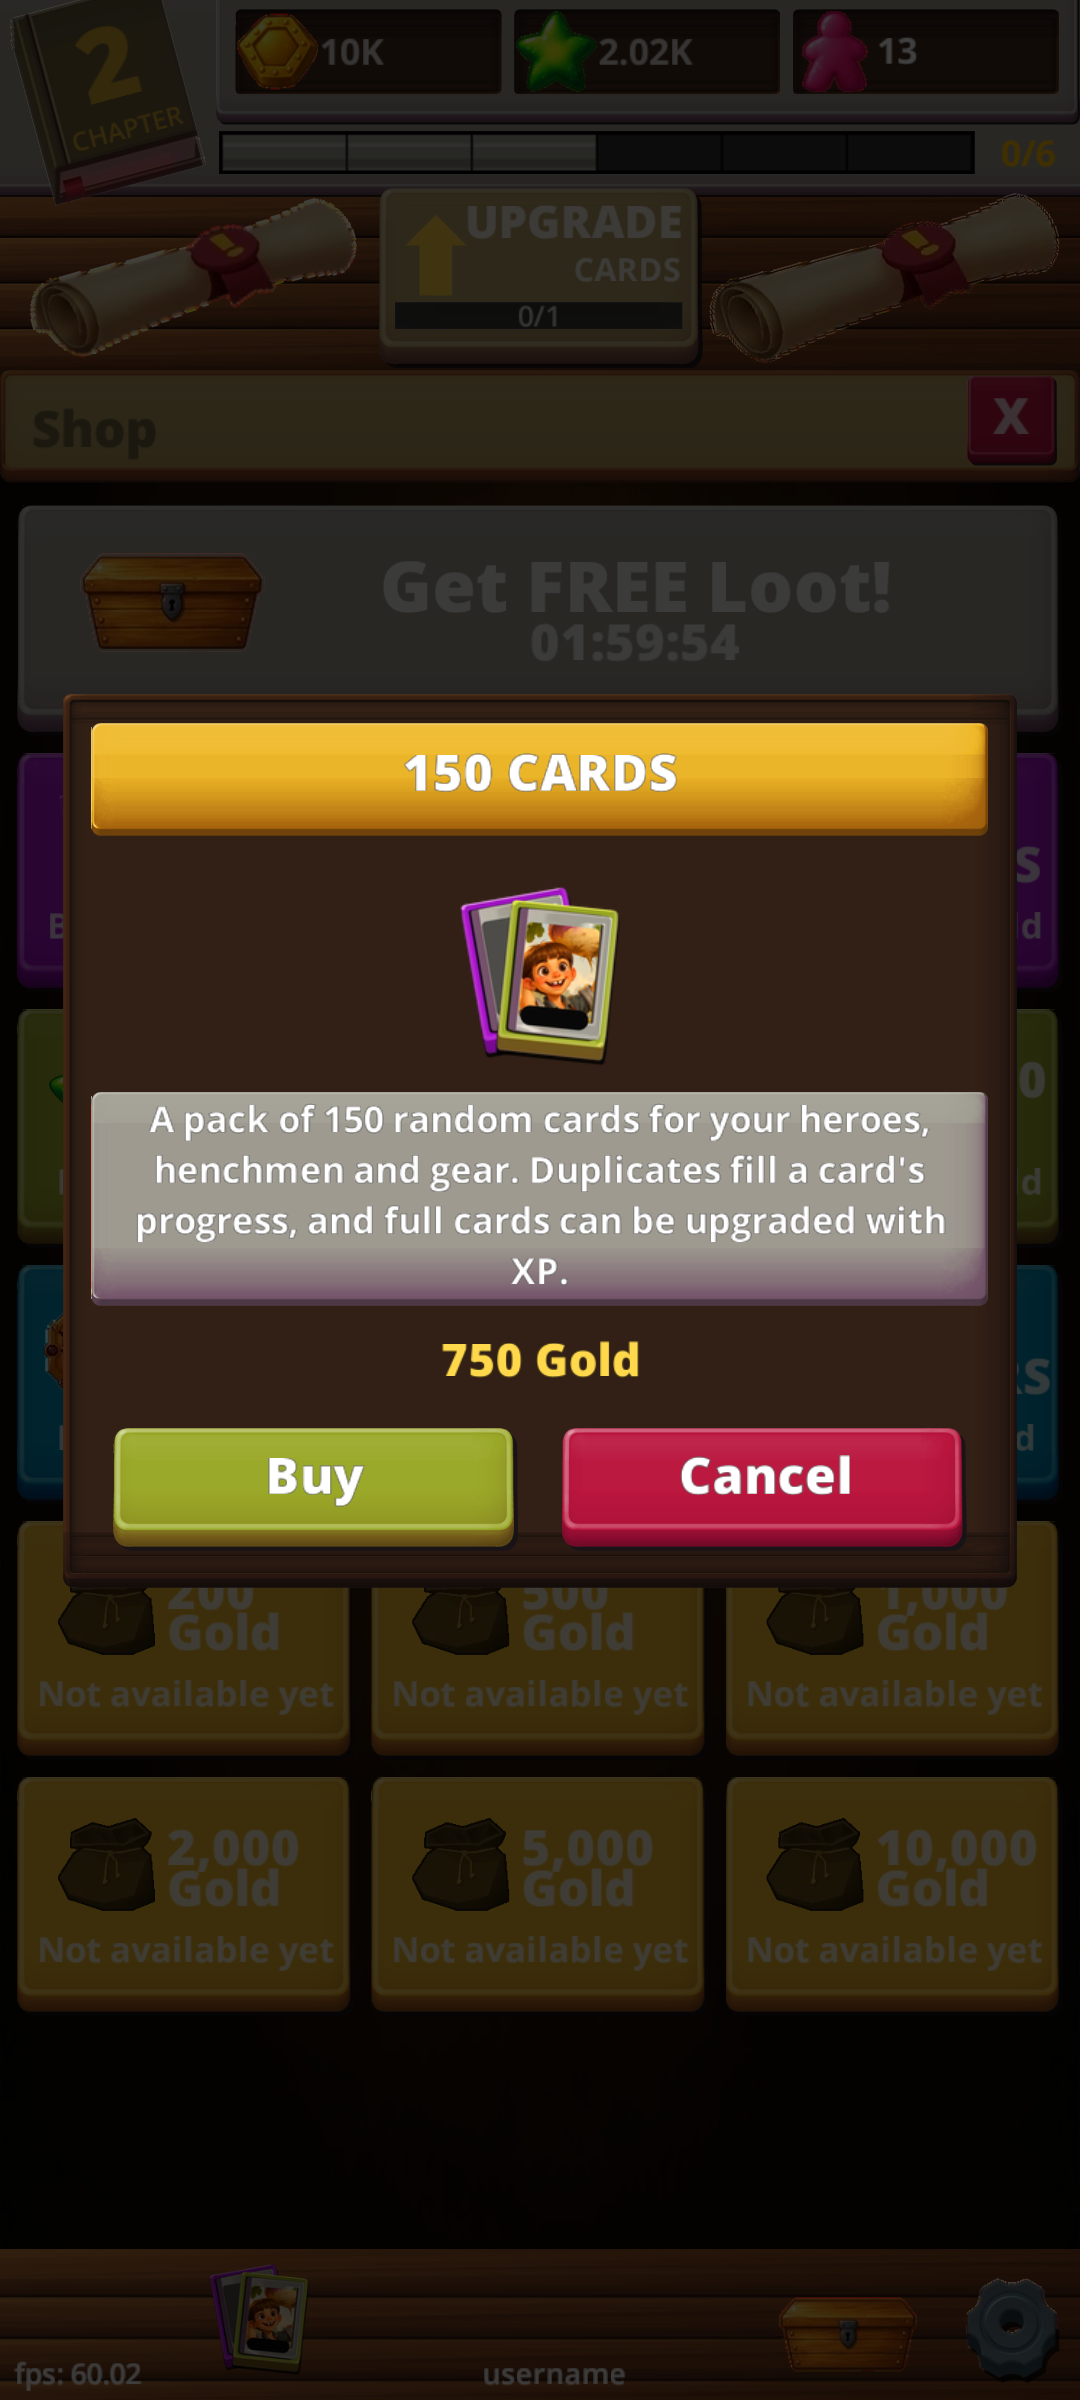 2
CHAPTER
10K
2.02K
13
0/6
UPGRADE
CARDS
0/1
Shop
X
Get FREE Loot!
01:59:54
150 CARDS
A pack of 150 random cards for your heroes,
henchmen and gear. Duplicates fill a card's
progress, and full cards can be upgraded with
XP.
750 Gold
Buy
Cancel
200
Gold
Not available yet
500
Gold
Not available yet
1,000
Gold
Not available yet
2,000
Gold
Not available yet
5,000
Gold
Not available yet
10,000
Gold
Not available yet
fps: 60.02
username